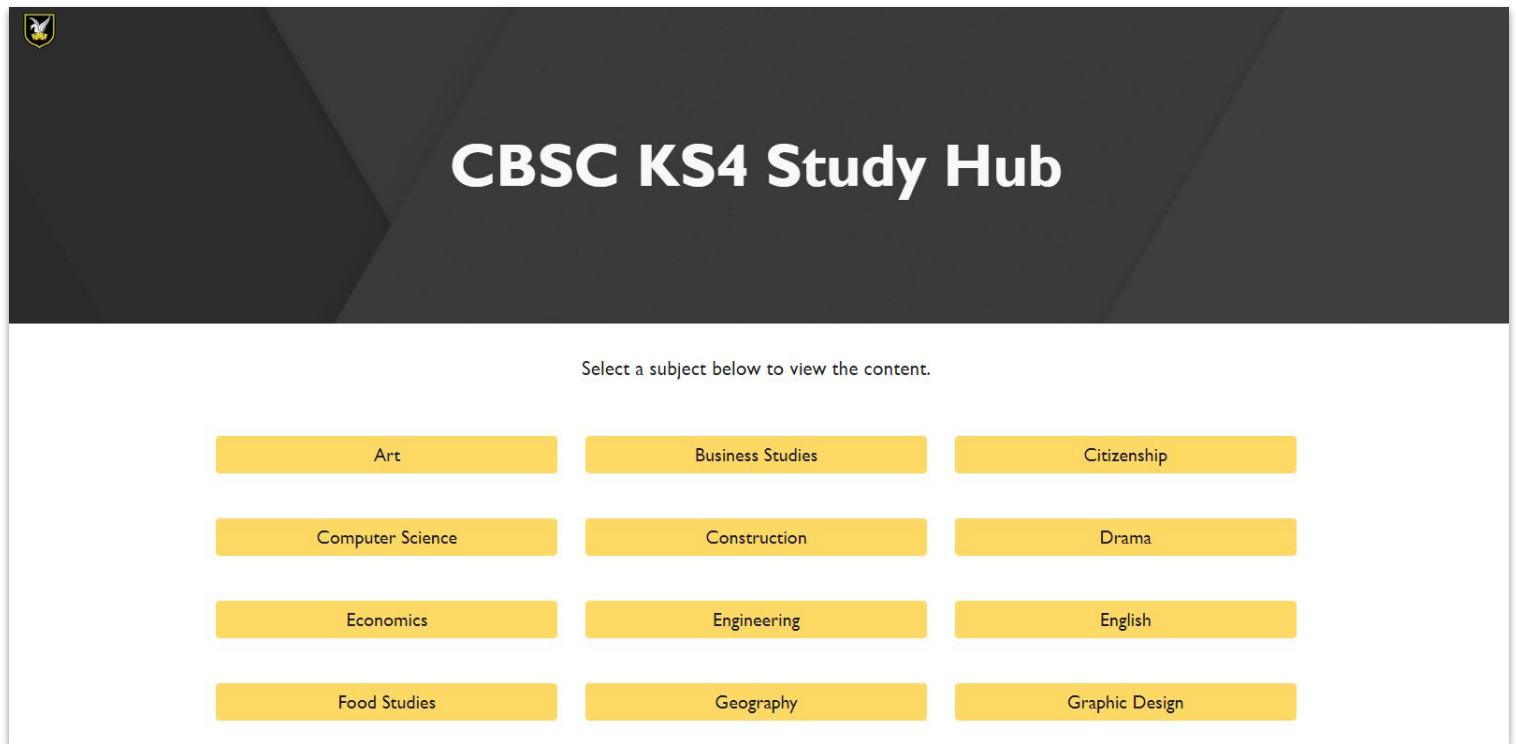 CBSC KS4 Study Hub
Select a subject below to view the content.
Art
Business Studies
Citizenship
Computer Science
Construction
Drama
Economics
Engineering
English
Food Studies
Geography
Graphic Design